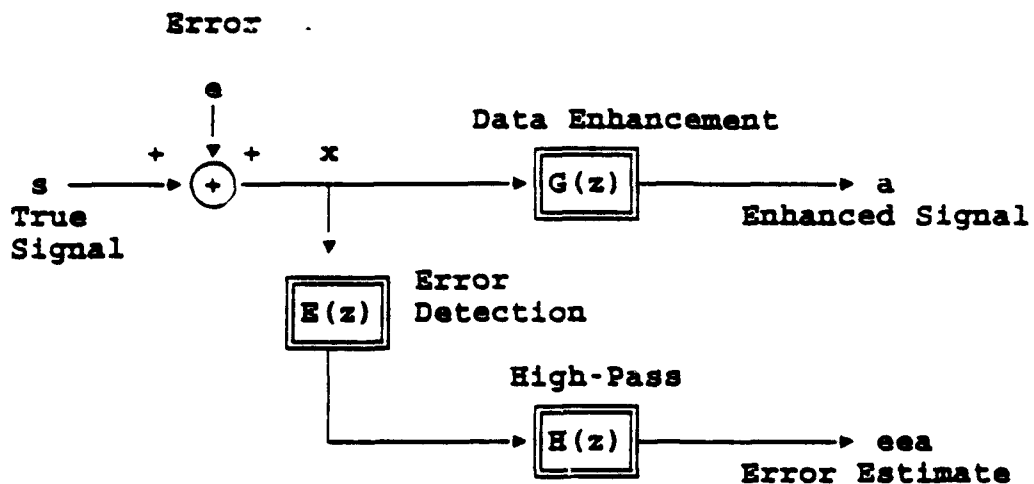 Error
e
Data Enhancement
+ + x
s + G(z) a
True
Signal
Enhanced Signal
E(z)
Error
Detection
High-Pass
H(z) eea
Error Estimate